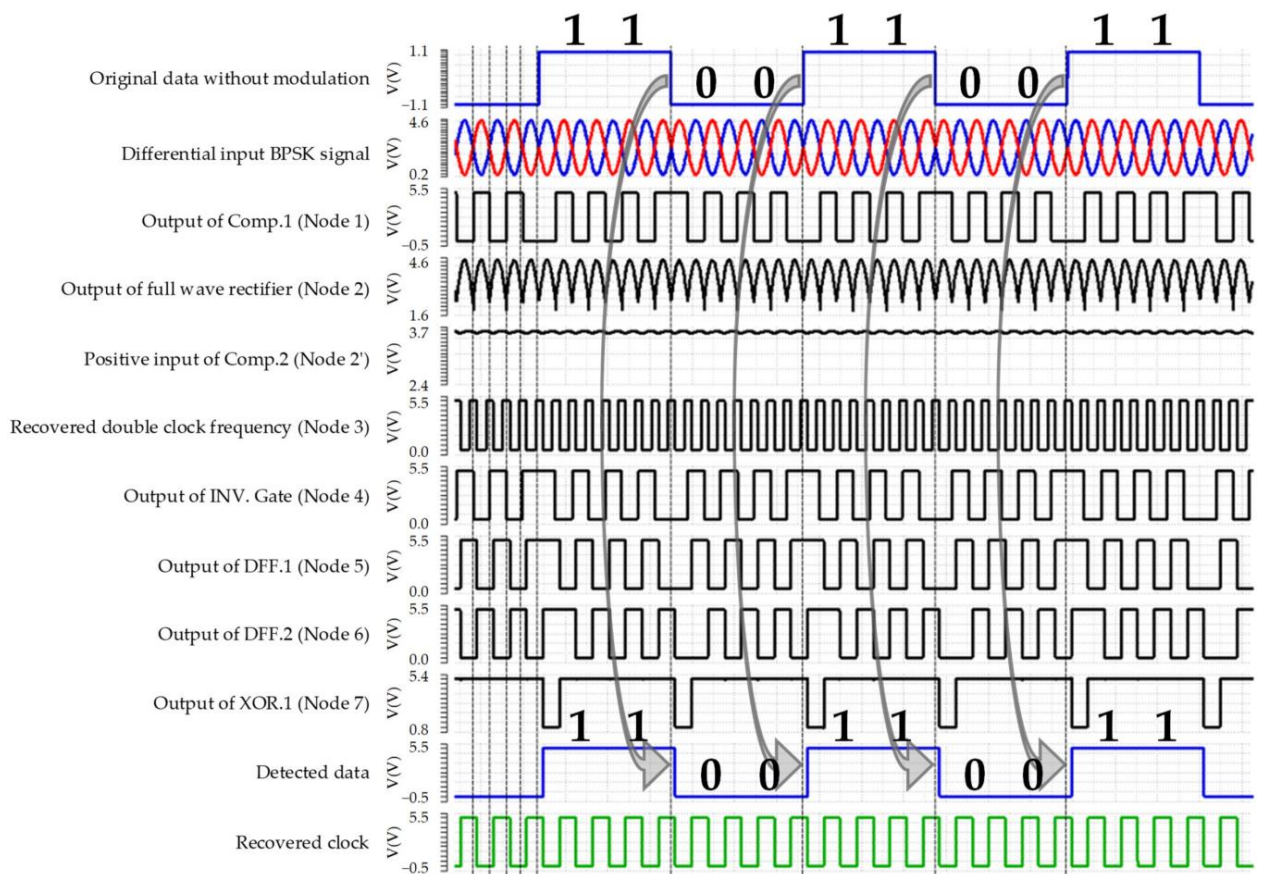 1 1 1 1 1 1
Original data without modulation V(V) 1.1 −1.1
0 0 0 0
Differential input BPSK signal V(V) 4.6 0.2
Output of Comp.1 (Node 1) V(V) 5.5 −0.5
Output of full wave rectifier (Node 2) V(V) 4.6 1.6
Positive input of Comp.2 (Node 2') V(V) 3.7 2.4
Recovered double clock frequency (Node 3) V(V) 5.5 0.0
Output of INV. Gate (Node 4) V(V) 5.5 0.0
Output of DFF.1 (Node 5) V(V) 5.5 0.0
Output of DFF.2 (Node 6) V(V) 5.5 0.0
Output of XOR.1 (Node 7) V(V) 5.4 0.8
1 1 1 1 1 1
Detected data V(V) 5.5 −0.5
0 0 0 0
Recovered clock V(V) 5.5 −0.5